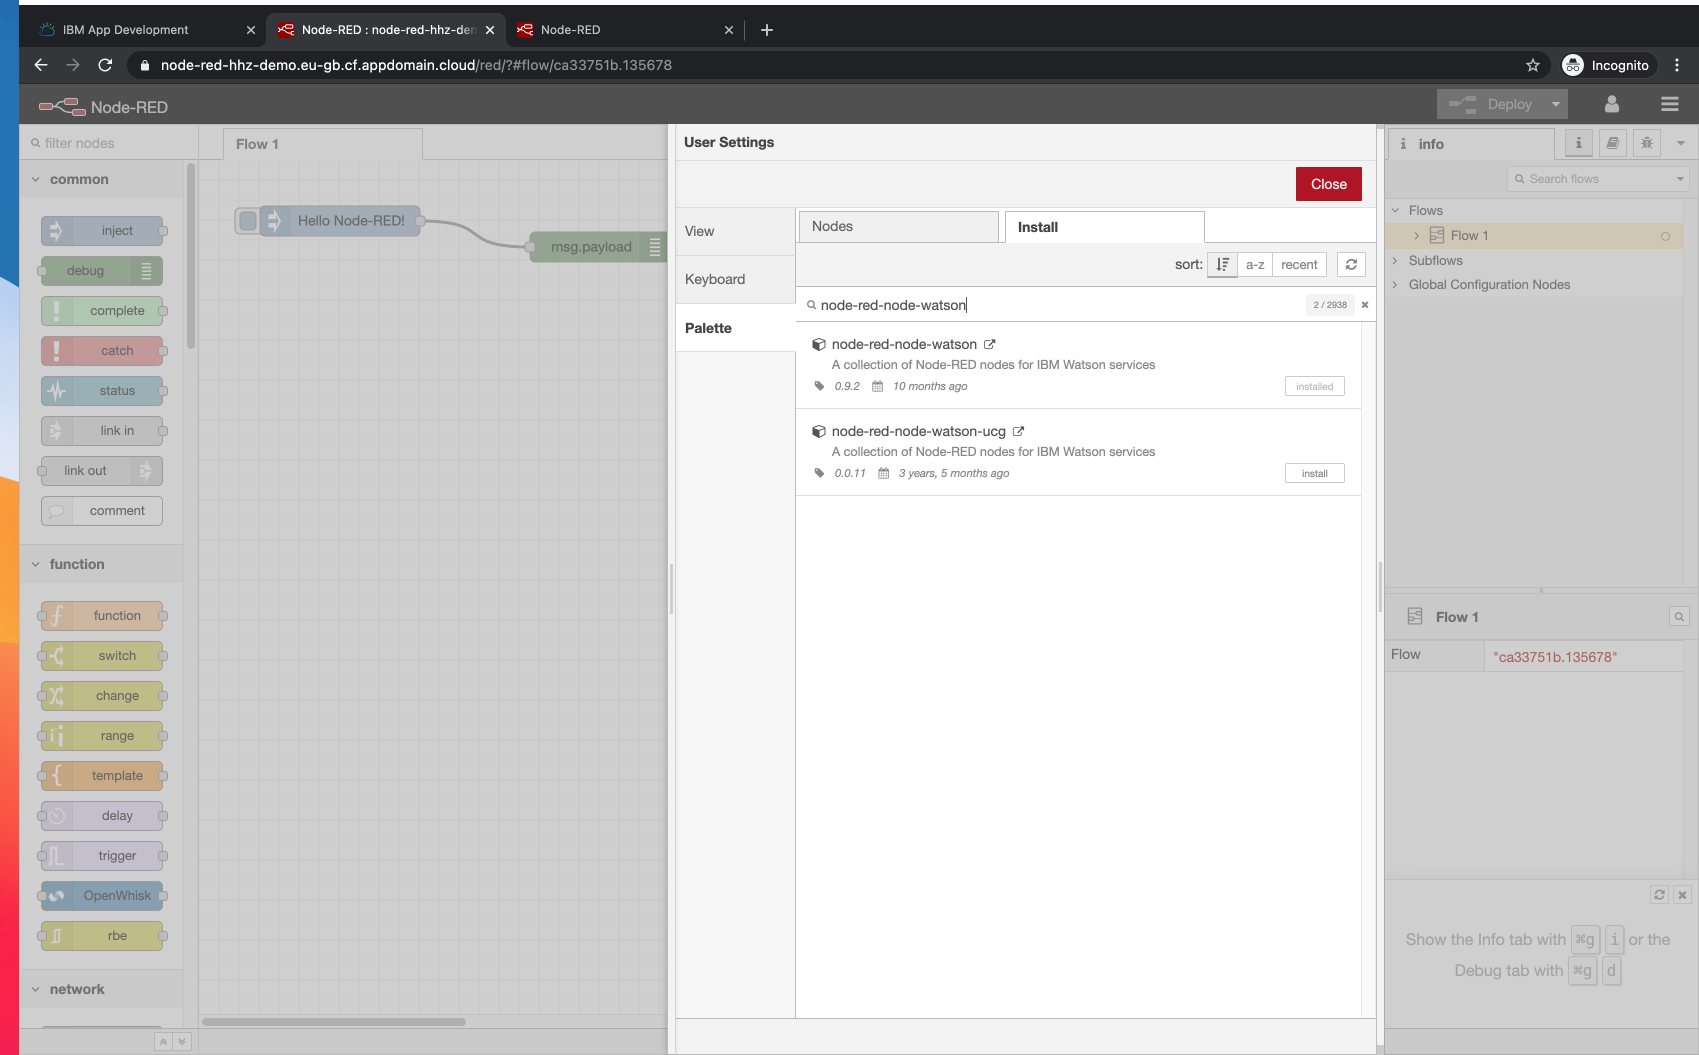 IBM App Development
Node-RED : node-red-hhz-den
Node-RED
node-red-hhz-demo.eu-gb.cf.appdomain.cloud/red/?#flow/ca33751b.135678
Incognito
Node-RED
Deploy
filter nodes
common
inject
debug
complete
catch
status
link in
link out
comment
function
function
switch
change
range
template
delay
trigger
OpenWhisk
rbe
network
Flow 1
Hello Node-RED!
msg.payload
User Settings
Close
View
Keyboard
Palette
Nodes
Install
sort:
a-z
recent
node-red-node-watson
2 / 2938
node-red-node-watson
A collection of Node-RED nodes for IBM Watson services
0.9.2
10 months ago
installed
node-red-node-watson-ucg
A collection of Node-RED nodes for IBM Watson services
0.0.11
3 years, 5 months ago
install
i info
i
Search flows
Flows
Flow 1
Subflows
Global Configuration Nodes
Flow 1
Flow
"ca33751b.135678"
Show the Info tab with ⌘g i or the
Debug tab with ⌘g d